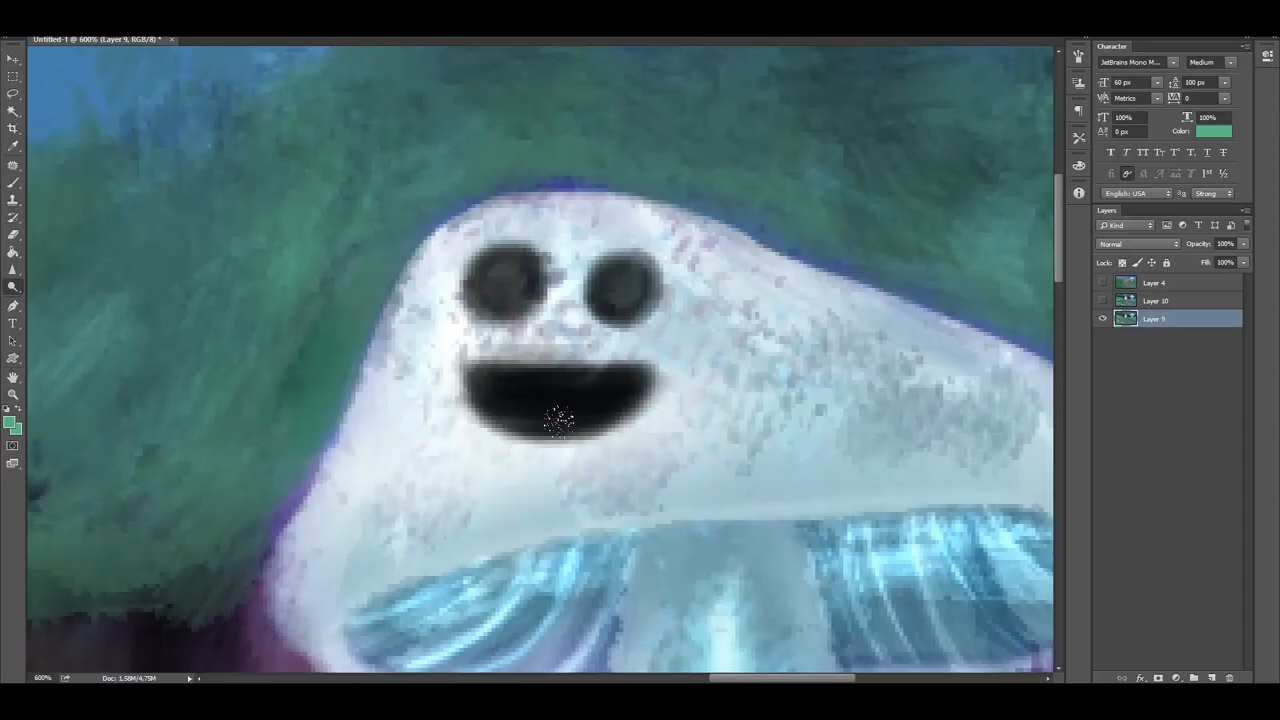 Untitled-1 @ 600% (Layer 9, RGB/8) *
Character
JetBrains Mono M... Medium
60 px 100 px
Metrics 0
100% 100%
0 px Color:
English: USA Strong
Layers
Kind
Normal Opacity: 100%
Lock: Fill: 100%
Layer 4
Layer 10
Layer 9
600% Doc: 1,58M/4,75M